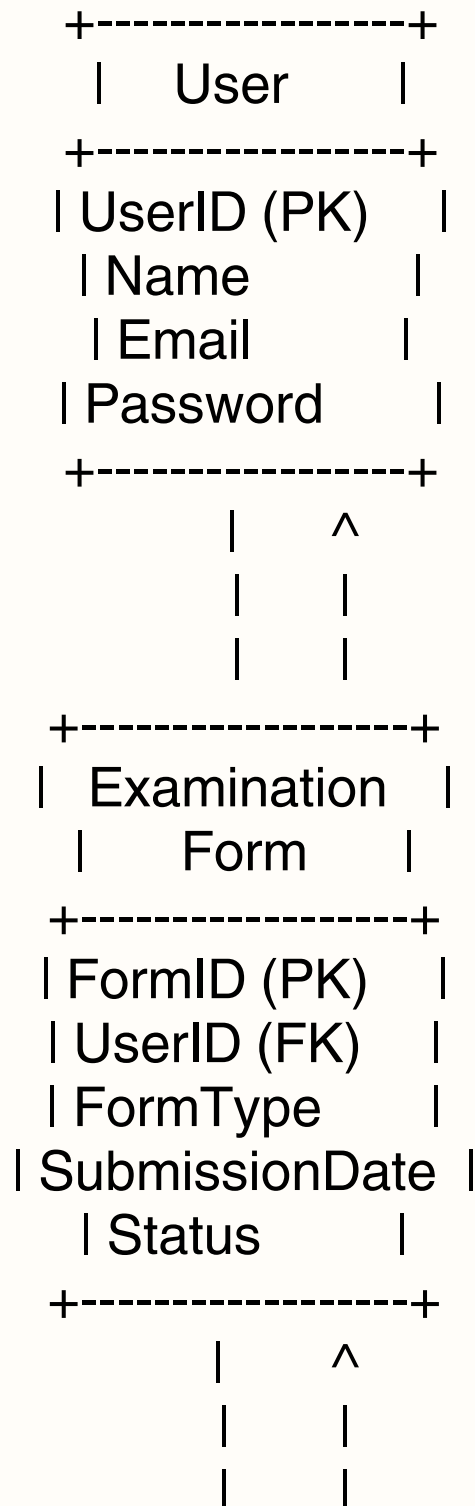 +-----------------+
|    User      |
+-----------------+
| UserID (PK)    |
| Name         |
| Email        |
| Password      |
+-----------------+
|     ^
|     |
|     |
+------------------+
|  Examination  |
|     Form     |
+------------------+
| FormID (PK)    |
| UserID (FK)    |
| FormType      |
| SubmissionDate  |
| Status        |
+------------------+
|     ^
|     |
|     |